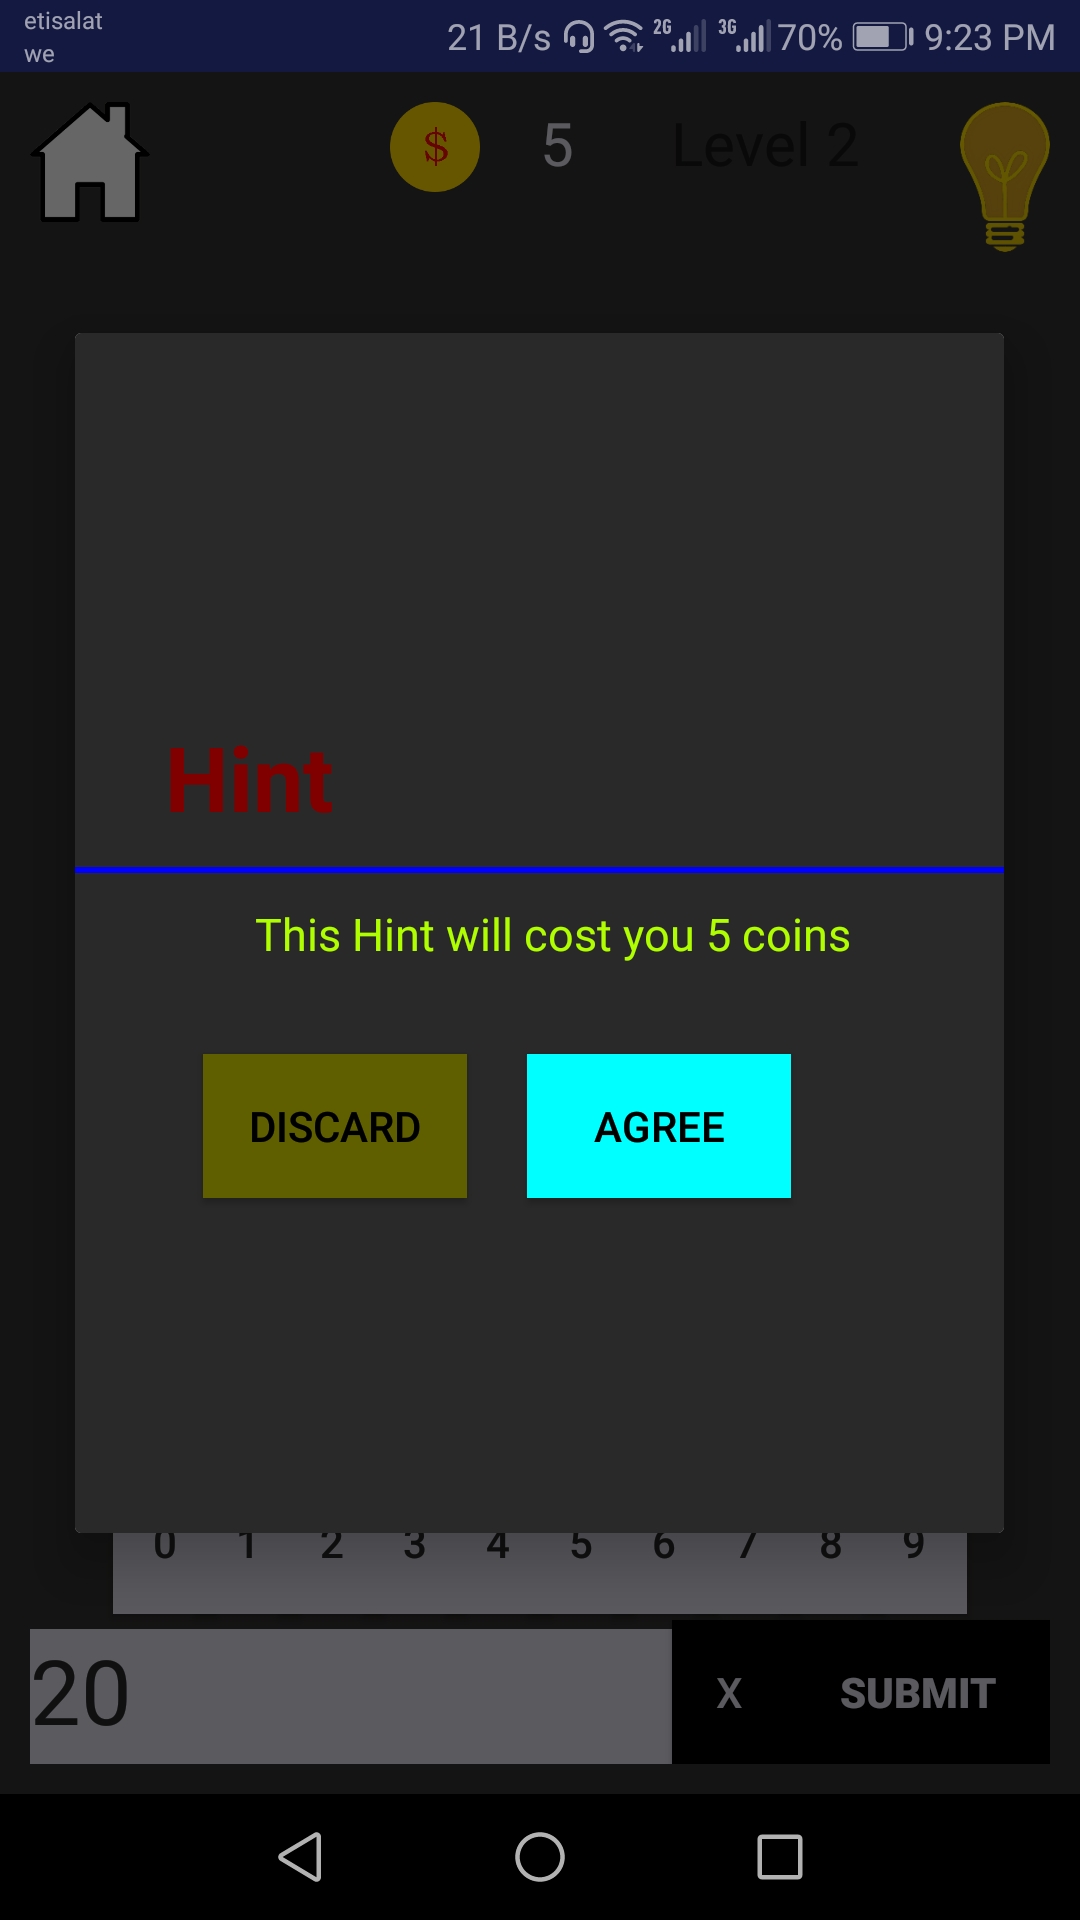 etisalat
we
21 B/s 2G 3G 70% 9:23 PM
$ 5 Level 2
Hint
This Hint will cost you 5 coins
DISCARD AGREE
0 1 2 3 4 5 6 7 8 9
20 X SUBMIT